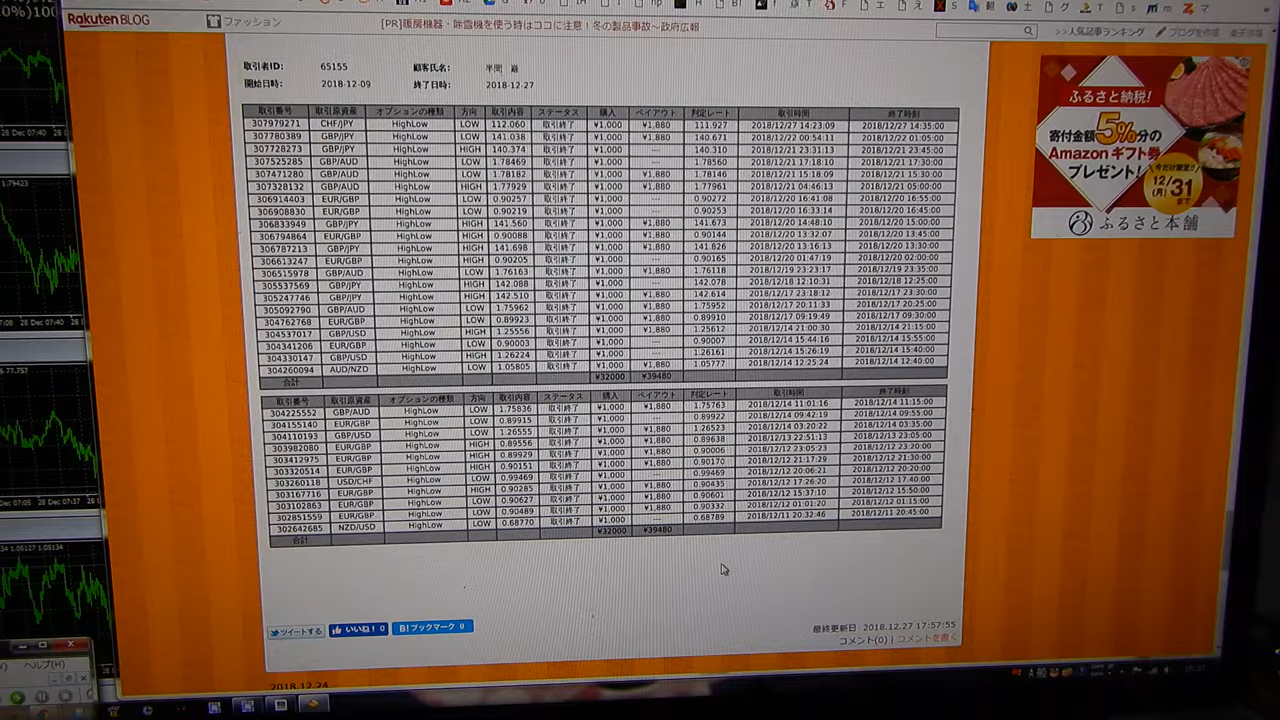 Rakuten BLOG
ファッション
[PR]暖房機器・除雪機を使う時はココに注意！冬の製品事故～政府広報
>>人気記事ランキング
ブログを作成
楽天市場
取引者ID: 65155 顧客氏名:
開始日時: 2018-12-09 終了日時: 2018-12-27
取引番号 取引原資産 オプションの種類 方向 取引内容 ステータス 購入 ペイアウト 判定レート 取引時間 終了時刻
307979271 CHF/JPY HighLow LOW 112.060 取引終了 ¥1,000 ¥1,880 111.927 2018/12/27 14:23:09 2018/12/27 14:35:00
307780389 GBP/JPY HighLow LOW 141.038 取引終了 ¥1,000 ¥1,880 140.671 2018/12/22 00:54:11 2018/12/22 01:05:00
307728273 GBP/JPY HighLow HIGH 140.374 取引終了 ¥1,000 --- 140.310 2018/12/21 23:31:13 2018/12/21 23:45:00
307525285 GBP/AUD HighLow LOW 1.78469 取引終了 ¥1,000 --- 1.78560 2018/12/21 17:18:10 2018/12/21 17:30:00
307471280 GBP/AUD HighLow LOW 1.78182 取引終了 ¥1,000 ¥1,880 1.78146 2018/12/21 15:18:09 2018/12/21 15:30:00
307328132 GBP/AUD HighLow HIGH 1.77929 取引終了 ¥1,000 ¥1,880 1.77961 2018/12/21 04:46:13 2018/12/21 05:00:00
306914403 EUR/GBP HighLow LOW 0.90257 取引終了 ¥1,000 --- 0.90272 2018/12/20 16:41:08 2018/12/20 16:55:00
306908830 EUR/GBP HighLow LOW 0.90219 取引終了 ¥1,000 --- 0.90253 2018/12/20 16:33:14 2018/12/20 16:45:00
306833949 GBP/JPY HighLow HIGH 141.560 取引終了 ¥1,000 ¥1,880 141.673 2018/12/20 14:48:10 2018/12/20 15:00:00
306794864 EUR/GBP HighLow HIGH 0.90088 取引終了 ¥1,000 ¥1,880 0.90144 2018/12/20 13:32:07 2018/12/20 13:45:00
306787213 GBP/JPY HighLow HIGH 141.698 取引終了 ¥1,000 ¥1,880 141.826 2018/12/20 13:16:13 2018/12/20 13:30:00
306613247 EUR/GBP HighLow HIGH 0.90205 取引終了 ¥1,000 --- 0.90165 2018/12/20 01:47:19 2018/12/20 02:00:00
306515978 GBP/AUD HighLow LOW 1.76163 取引終了 ¥1,000 ¥1,880 1.76118 2018/12/19 23:23:17 2018/12/19 23:35:00
305537569 GBP/JPY HighLow HIGH 142.088 取引終了 ¥1,000 --- 142.078 2018/12/18 12:10:31 2018/12/18 12:25:00
305247746 GBP/JPY HighLow HIGH 142.510 取引終了 ¥1,000 ¥1,880 142.614 2018/12/17 23:18:12 2018/12/17 23:30:00
305092790 GBP/AUD HighLow LOW 1.75962 取引終了 ¥1,000 ¥1,880 1.75952 2018/12/17 20:11:33 2018/12/17 20:25:00
304762768 EUR/GBP HighLow LOW 0.89923 取引終了 ¥1,000 ¥1,880 0.89910 2018/12/17 09:19:49 2018/12/17 09:30:00
304537017 GBP/USD HighLow HIGH 1.25556 取引終了 ¥1,000 ¥1,880 1.25612 2018/12/14 21:00:30 2018/12/14 21:15:00
304341206 EUR/GBP HighLow LOW 0.90003 取引終了 ¥1,000 --- 0.90007 2018/12/14 15:44:16 2018/12/14 15:55:00
304330147 GBP/USD HighLow HIGH 1.26224 取引終了 ¥1,000 --- 1.26161 2018/12/14 15:26:19 2018/12/14 15:40:00
304260094 AUD/NZD HighLow LOW 1.05805 取引終了 ¥1,000 ¥1,880 1.05777 2018/12/14 12:25:24 2018/12/14 12:40:00
合計 ¥32000 ¥39480
取引番号 取引原資産 オプションの種類 方向 取引内容 ステータス 購入 ペイアウト 判定レート 取引時間 終了時刻
304225552 GBP/AUD HighLow LOW 1.75836 取引終了 ¥1,000 ¥1,880 1.75763 2018/12/14 11:01:16 2018/12/14 11:15:00
304155140 EUR/GBP HighLow LOW 0.89915 取引終了 ¥1,000 --- 0.89922 2018/12/14 09:42:19 2018/12/14 09:55:00
304110193 GBP/USD HighLow LOW 1.26555 取引終了 ¥1,000 ¥1,880 1.26523 2018/12/14 03:20:22 2018/12/14 03:35:00
303982080 EUR/GBP HighLow HIGH 0.89556 取引終了 ¥1,000 ¥1,880 0.89638 2018/12/13 22:51:13 2018/12/13 23:05:00
303412975 EUR/GBP HighLow HIGH 0.89929 取引終了 ¥1,000 ¥1,880 0.90006 2018/12/12 23:05:23 2018/12/12 23:20:00
303320514 EUR/GBP HighLow HIGH 0.90151 取引終了 ¥1,000 ¥1,880 0.90170 2018/12/12 21:17:29 2018/12/12 21:30:00
303260118 USD/CHF HighLow LOW 0.99469 取引終了 ¥1,000 --- 0.99469 2018/12/12 20:06:21 2018/12/12 20:20:00
303167716 EUR/GBP HighLow HIGH 0.90285 取引終了 ¥1,000 ¥1,880 0.90435 2018/12/12 17:26:20 2018/12/12 17:40:00
303102863 EUR/GBP HighLow LOW 0.90627 取引終了 ¥1,000 ¥1,880 0.90601 2018/12/12 15:37:10 2018/12/12 15:50:00
302851559 EUR/GBP HighLow LOW 0.90489 取引終了 ¥1,000 ¥1,880 0.90332 2018/12/12 01:01:20 2018/12/12 01:15:00
302642685 NZD/USD HighLow LOW 0.68770 取引終了 ¥1,000 --- 0.68789 2018/12/11 20:32:46 2018/12/11 20:45:00
合計 ¥32000 ¥39480
ツイートする
いいね！ 0
B!ブックマーク 0
最終更新日 2018.12.27 17:57:55
コメント(0) | コメントを書く
2018.12.24
ふるさと納税!
寄付金額5%分の
Amazonギフト券
プレゼント!
今だけ限定!!
12/31
(月)まで
ふるさと本舗
28 Dec 07:40
1.79423
28 Dec 07:40
77.757
28 Dec 07:05 28 Dec 07:37
1.05127 1.05134
ヘルプ(H)